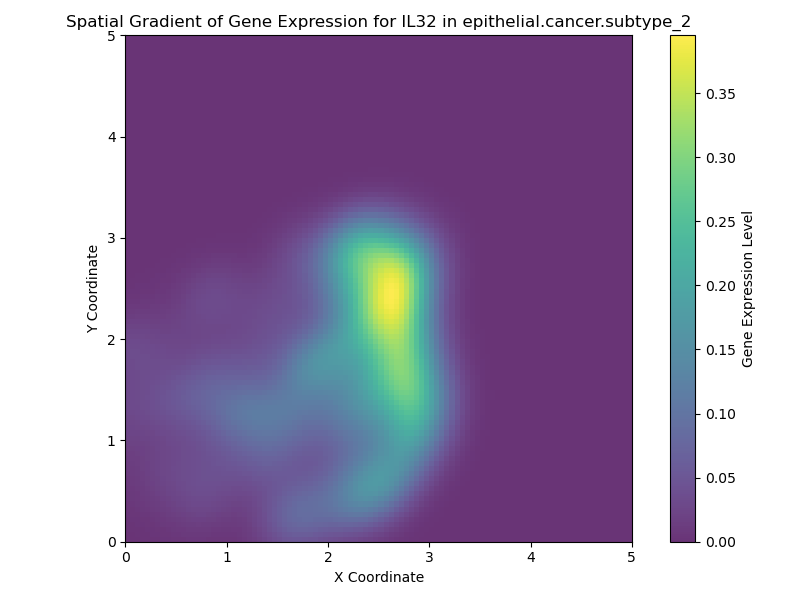 Spatial Gradient of Gene Expression for IL32 in epithelial.cancer.subtype_2
5
4
3
2
1
0
Y Coordinate
0 1 2 3 4 5
X Coordinate
0.35
0.30
0.25
0.20
0.15
0.10
0.05
0.00
Gene Expression Level